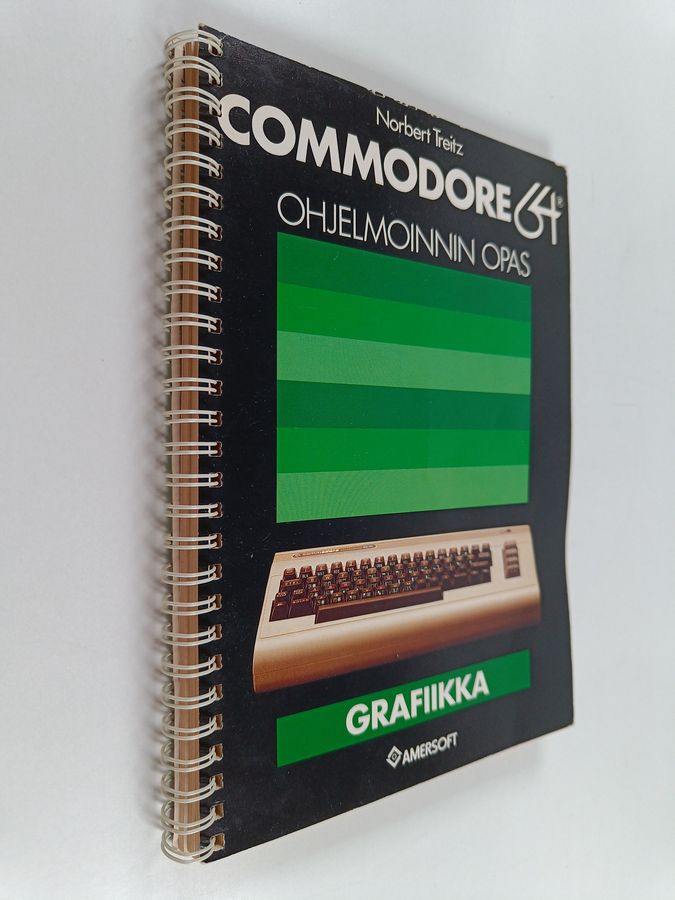 Norbert Treitz
COMMODORE 64®
OHJELMOINNIN OPAS
GRAFIIKKA
AMERSOFT